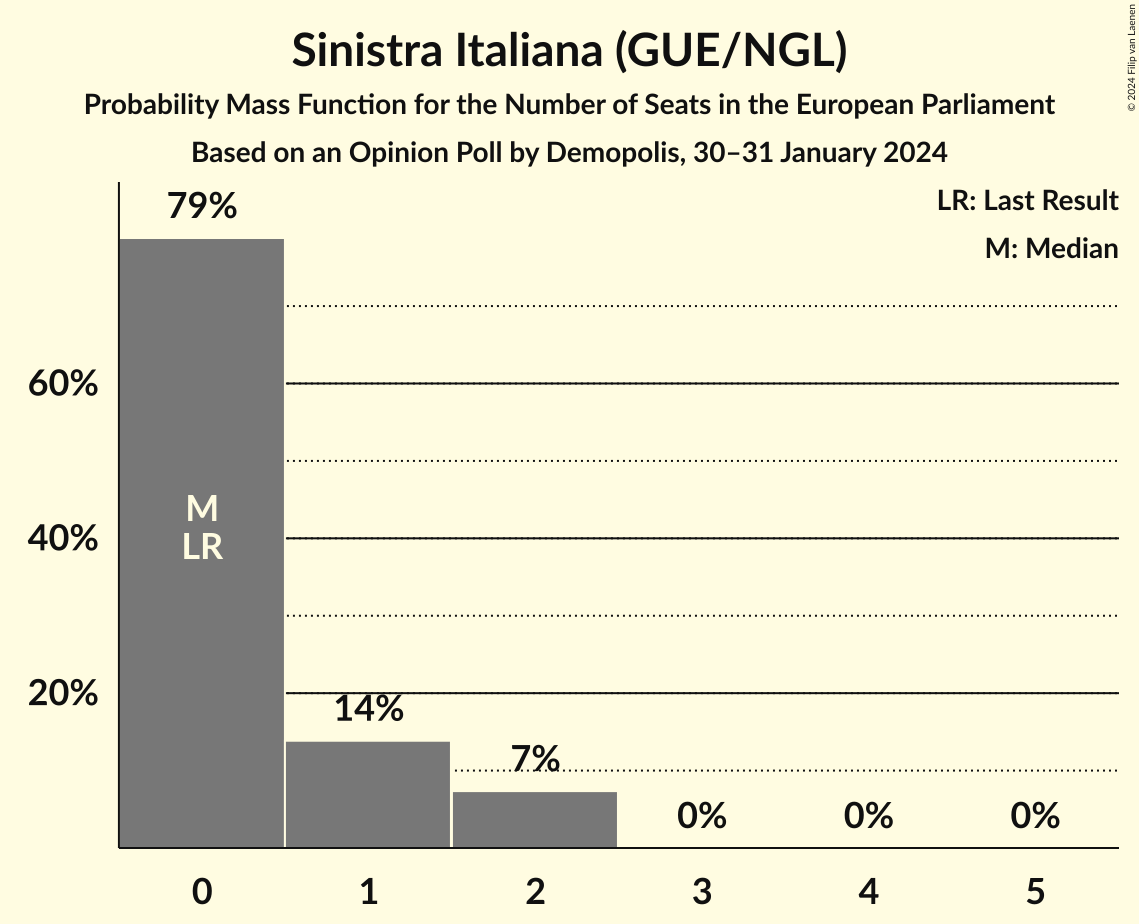 Sinistra Italiana (GUE/NGL)
Probability Mass Function for the Number of Seats in the European Parliament
Based on an Opinion Poll by Demopolis, 30–31 January 2024
© 2024 Filip van Laenen
LR: Last Result
M: Median
79%
60%
M
40%
LR
20%
14%
7%
0%
0%
0%
0
1
2
3
4
5